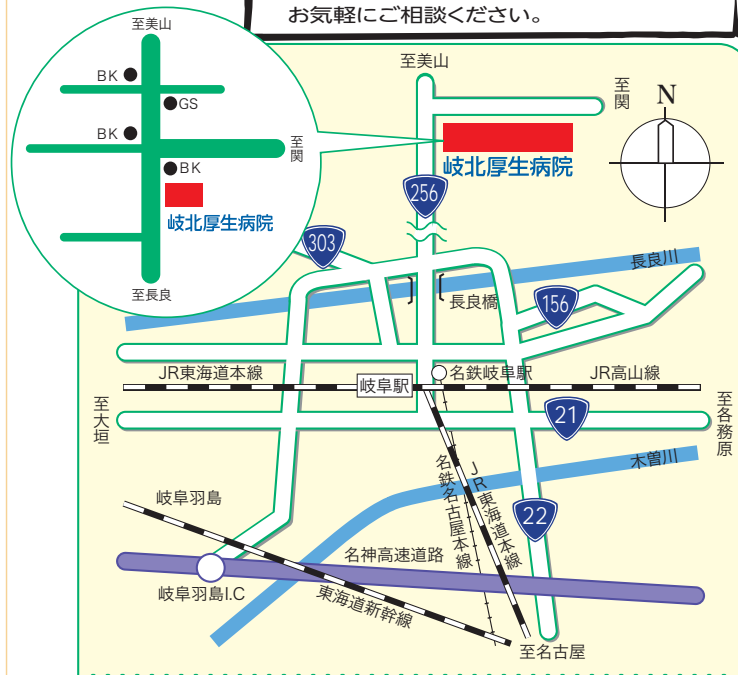 お気軽にご相談ください。
至美山
BK
GS
BK
至関
BK
岐北厚生病院
至長良
至美山
至関
N
岐北厚生病院
256
303
長良川
長良橋
156
JR東海道本線
岐阜駅
名鉄岐阜駅
JR高山線
至大垣
21
至各務原
木曽川
名鉄名古屋本線
JR東海道本線
22
岐阜羽島
名神高速道路
岐阜羽島I.C
東海道新幹線
至名古屋